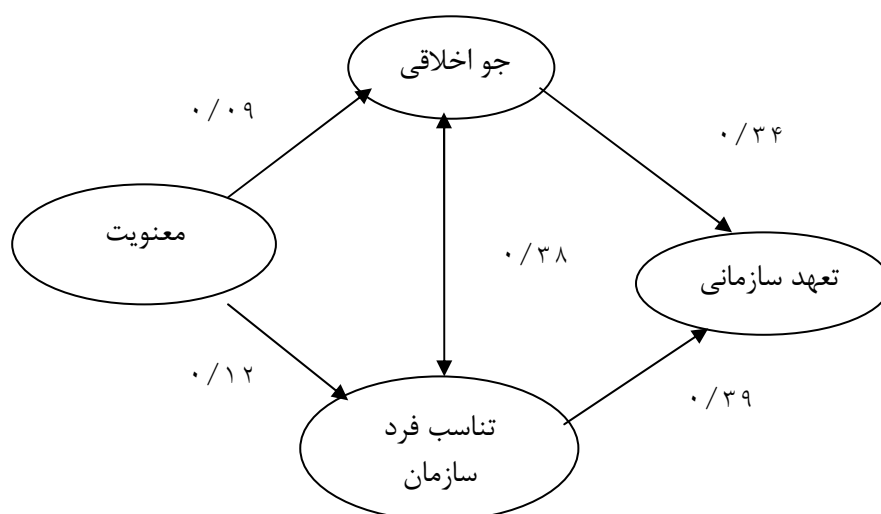 جو اخلاقی
۰/۰۹
۰/۳۴
معنویت
۰/۳۸
تعهد سازمانی
۰/۱۲
۰/۳۹
تناسب فرد
سازمان